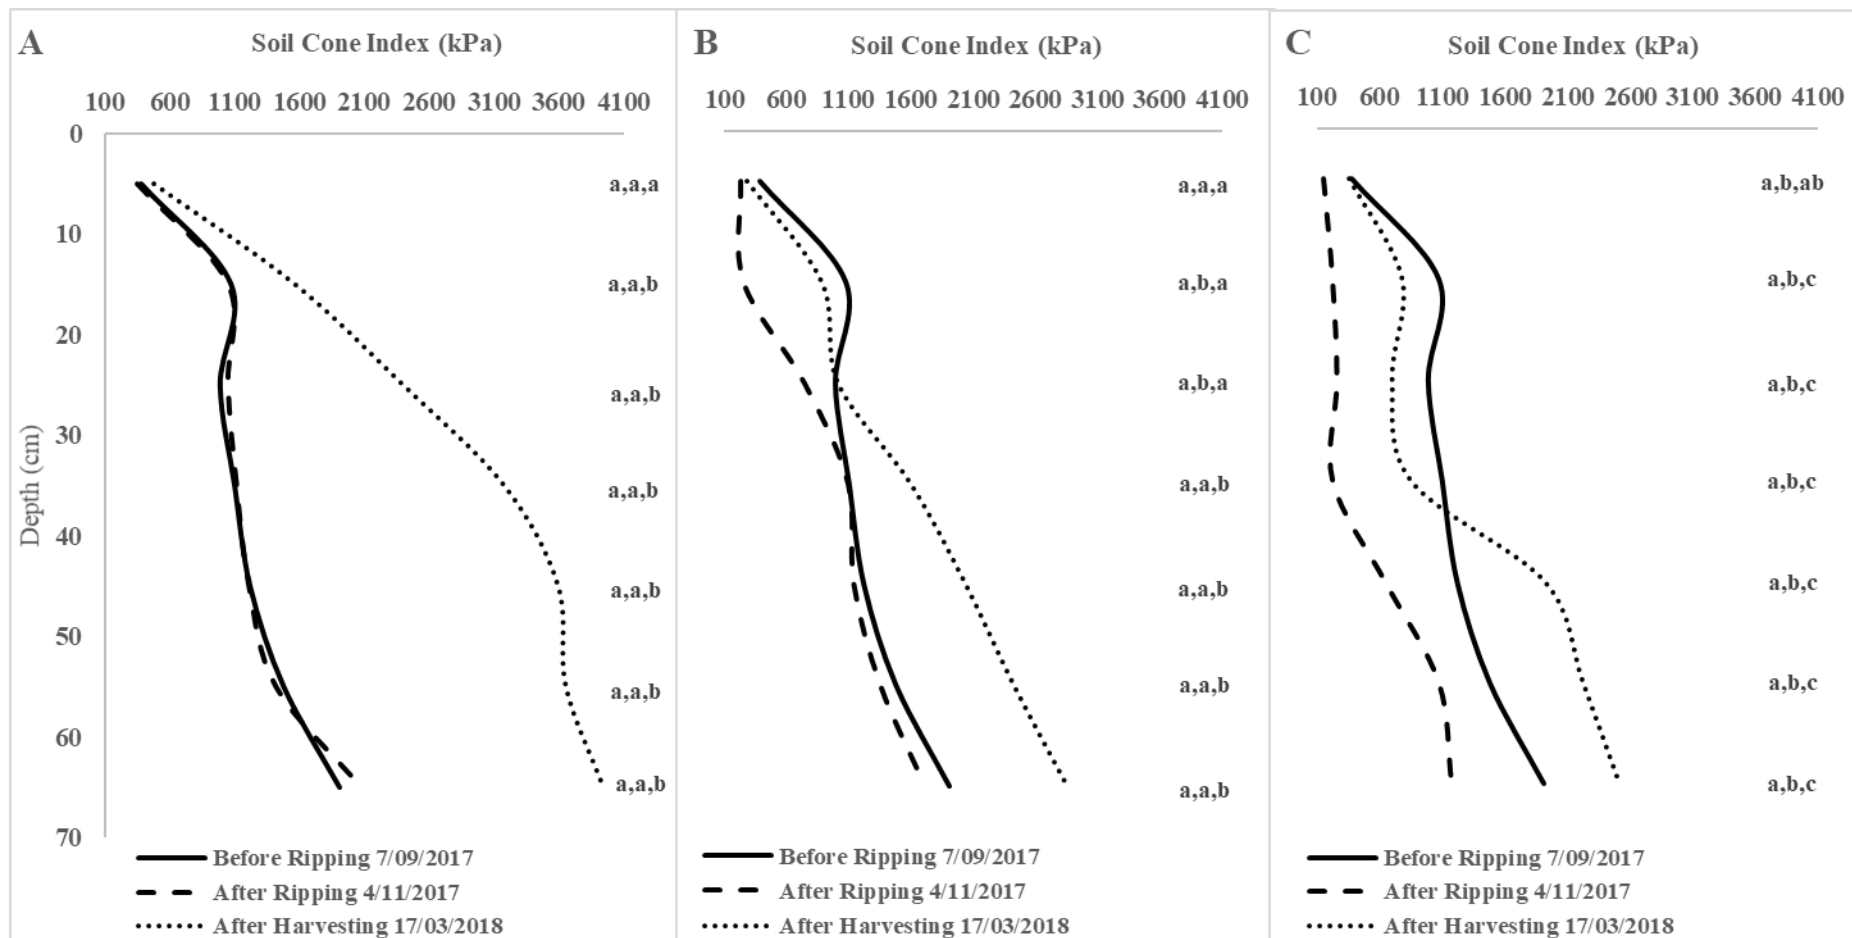 A
Soil Cone Index (kPa)
100 600 1100 1600 2100 2600 3100 3600 4100
0
10
20
30
40
50
60
70
Depth (cm)
a,a,a
a,a,b
a,a,b
a,a,b
a,a,b
a,a,b
a,a,b
Before Ripping 7/09/2017
After Ripping 4/11/2017
After Harvesting 17/03/2018
B
Soil Cone Index (kPa)
100 600 1100 1600 2100 2600 3100 3600 4100
a,a,a
a,b,a
a,b,a
a,a,b
a,a,b
a,a,b
a,a,b
Before Ripping 7/09/2017
After Ripping 4/11/2017
After Harvesting 17/03/2018
C
Soil Cone Index (kPa)
100 600 1100 1600 2100 2600 3100 3600 4100
a,b,ab
a,b,c
a,b,c
a,b,c
a,b,c
a,b,c
a,b,c
Before Ripping 7/09/2017
After Ripping 4/11/2017
After Harvesting 17/03/2018